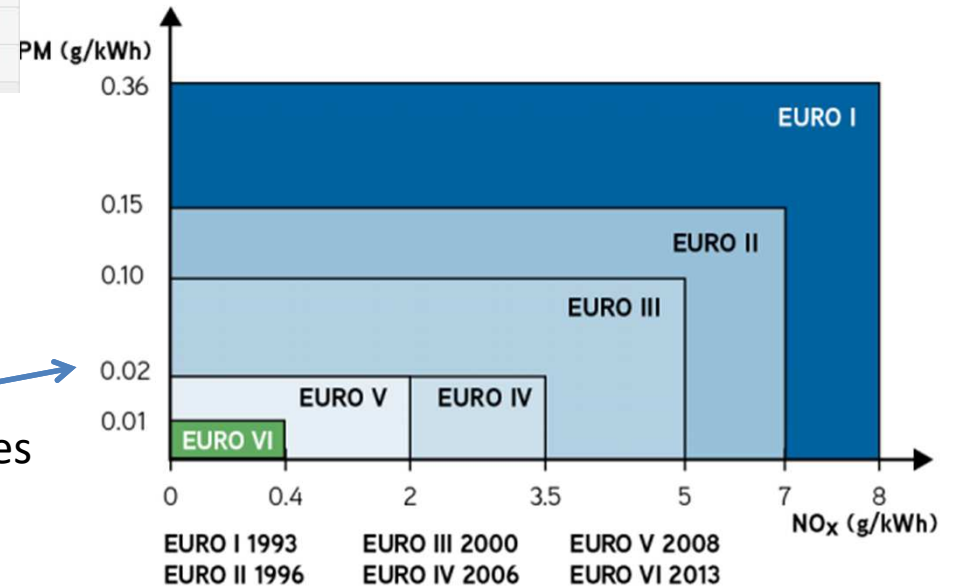 PM (g/kWh)
0.36
EURO I
0.15
EURO II
0.10
EURO III
0.02
EURO V EURO IV
0.01
EURO VI
es
0 0.4 2 3.5 5 7 8
NOx (g/kWh)
EURO I 1993 EURO III 2000 EURO V 2008
EURO II 1996 EURO IV 2006 EURO VI 2013